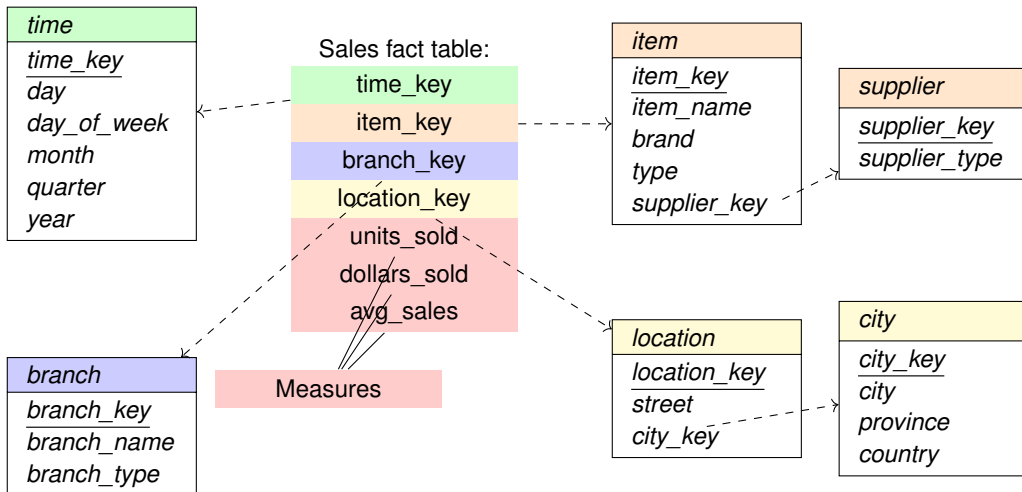 time
time_key
day
day_of_week
month
quarter
year
Sales fact table:
time_key
item_key
branch_key
location_key
units_sold
dollars_sold
avg_sales
Measures
item
item_key
item_name
brand
type
supplier_key
supplier
supplier_key
supplier_type
branch
branch_key
branch_name
branch_type
location
location_key
street
city_key
city
city_key
city
province
country